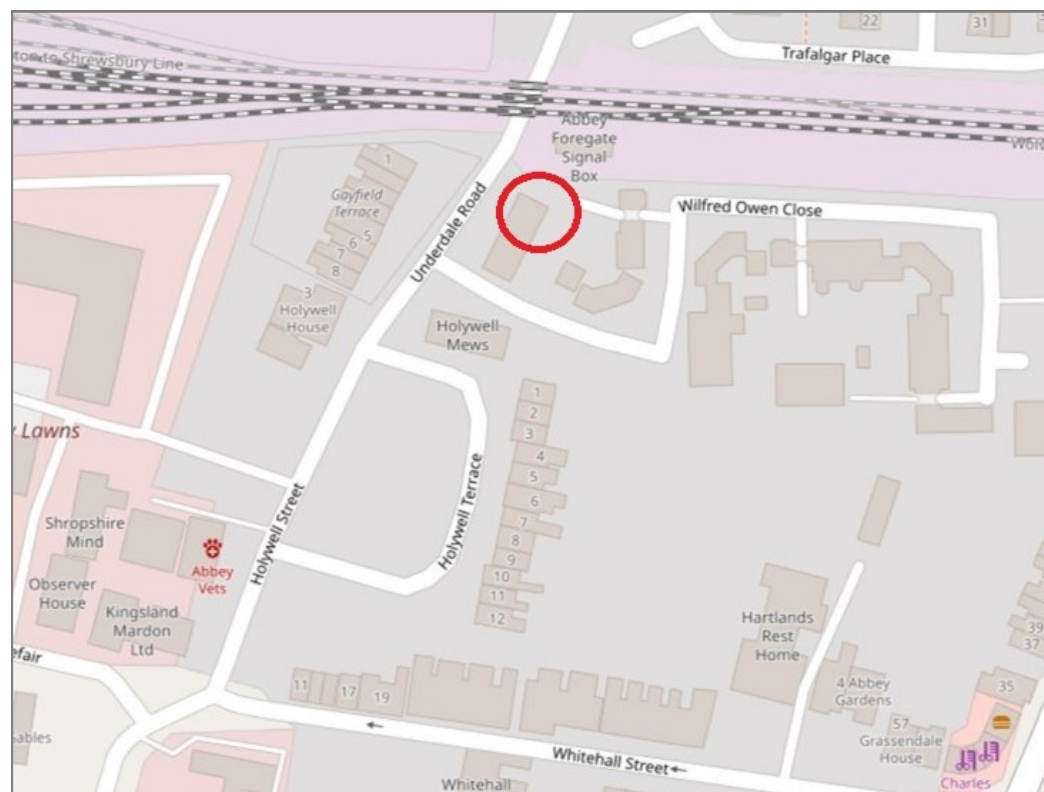 22
31
Trafalgar Place
ton to Shrewsbury Line
Abbey
Foregate
Signal
Box
1
Gayfield
Terrace
5
6
7
8
Underdale Road
Wilfred Owen Close
3
Holywell
House
Holywell
Mews
1
2
3
4
5
6
7
8
9
10
11
12
Lawns
Holywell Terrace
Holywell Street
Shropshire
Mind
Abbey
Vets
Observer
House
Kingsland
Mardon
Ltd
Hartlands
Rest
Home
39
37
11
17
19
4 Abbey
Gardens
35
57
Grassendale
House
Whitehall Street
Whitehall
Charles